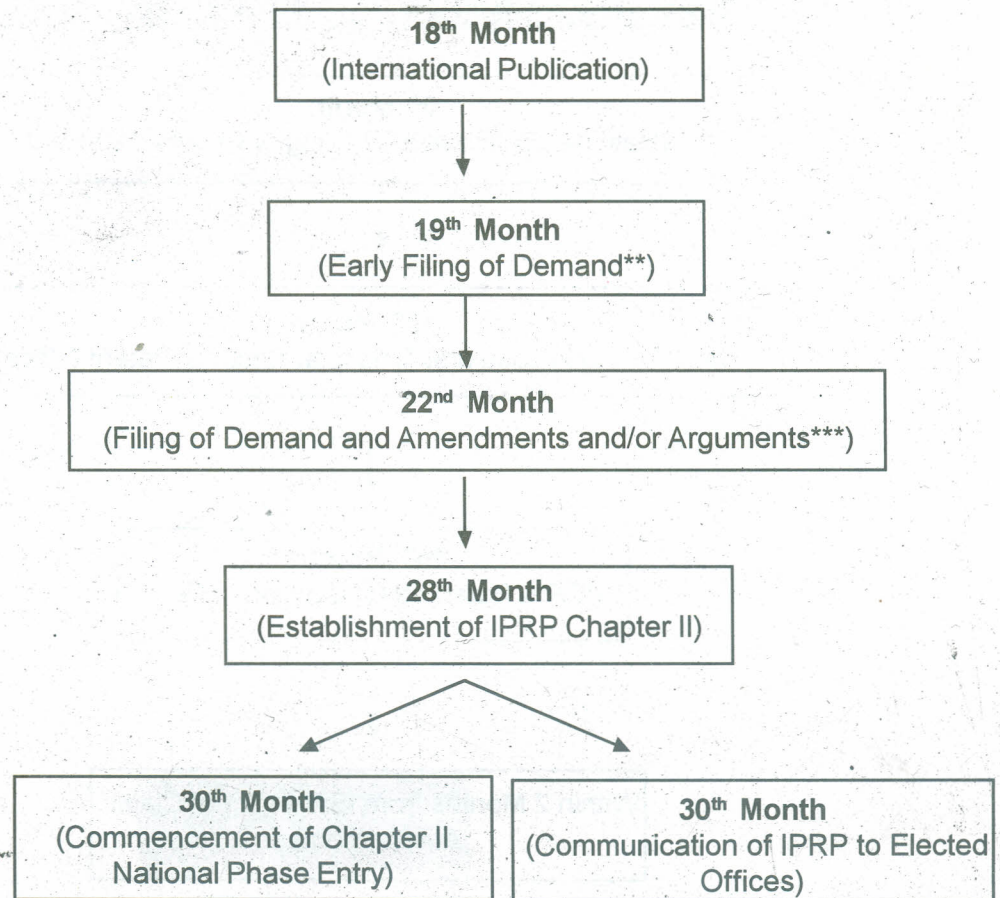 18th Month
(International Publication)
19th Month
(Early Filing of Demand**)
22nd Month
(Filing of Demand and Amendments and/or Arguments***)
28th Month
(Establishment of IPRP Chapter II)
30th Month
(Commencement of Chapter II
National Phase Entry)
30th Month
(Communication of IPRP to Elected
Offices)